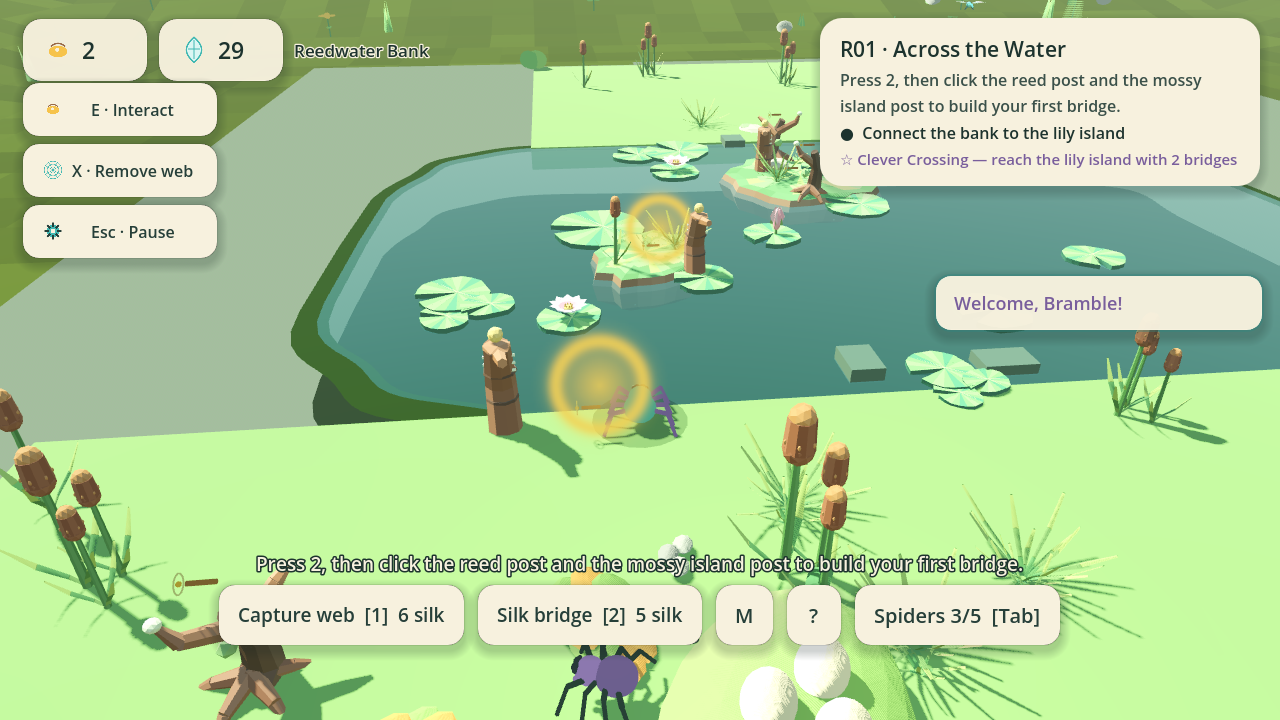 2
29
Reedwater Bank
E · Interact
X · Remove web
Esc · Pause
R01 · Across the Water
Press 2, then click the reed post and the mossy
island post to build your first bridge.
Connect the bank to the lily island
☆ Clever Crossing — reach the lily island with 2 bridges
Welcome, Bramble!
Press 2, then click the reed post and the mossy island post to build your first bridge.
Capture web [1] 6 silk
Silk bridge [2] 5 silk
M
?
Spiders 3/5 [Tab]